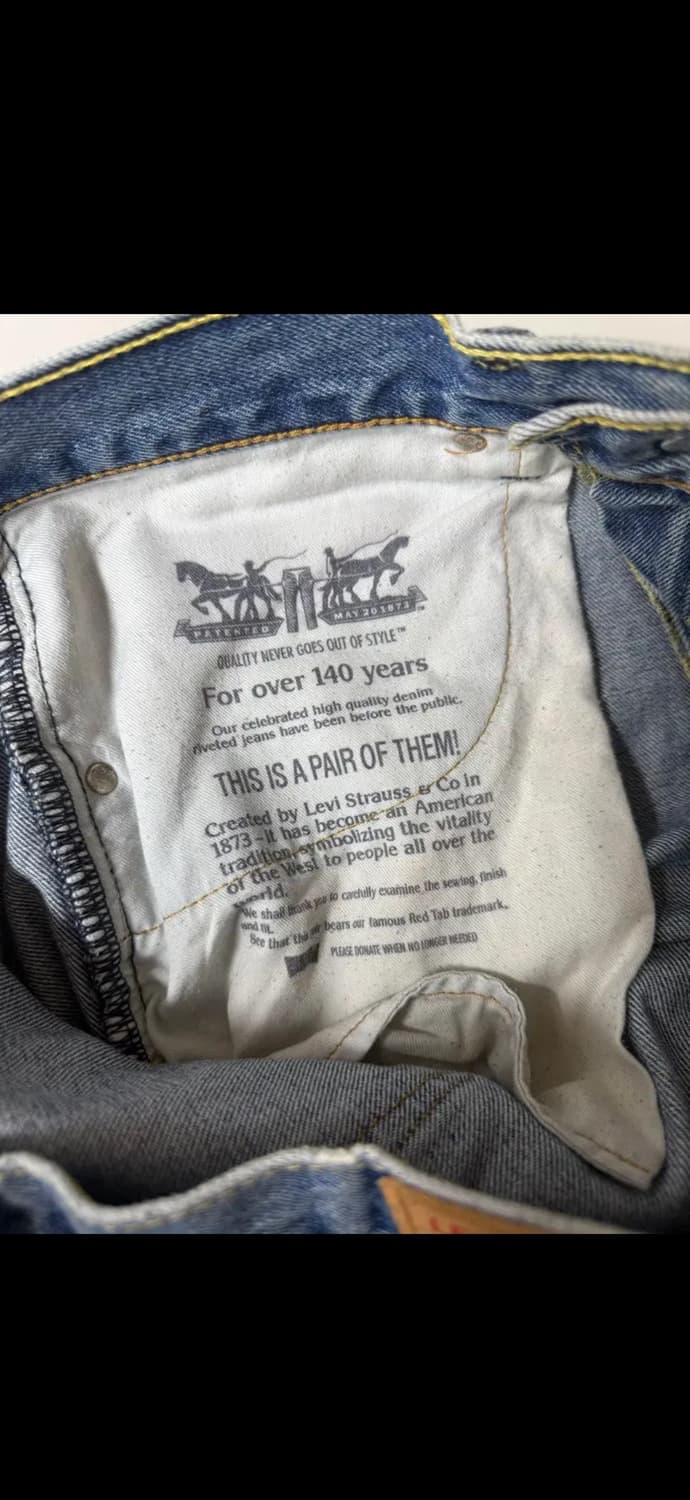 PATENTED MAY 20 1873 TM
QUALITY NEVER GOES OUT OF STYLE™
For over 140 years
Our celebrated high quality denim
riveted jeans have been before the public.
THIS IS A PAIR OF THEM!
Created by Levi Strauss & Co in
1873-It has become an American
tradition, symbolizing the vitality
of the West to people all over the
world.
We shall thank you to carefully examine the sewing, finish
and fit.
See that this pair bears our famous Red Tab trademark.
PLEASE DONATE WHEN NO LONGER NEEDED